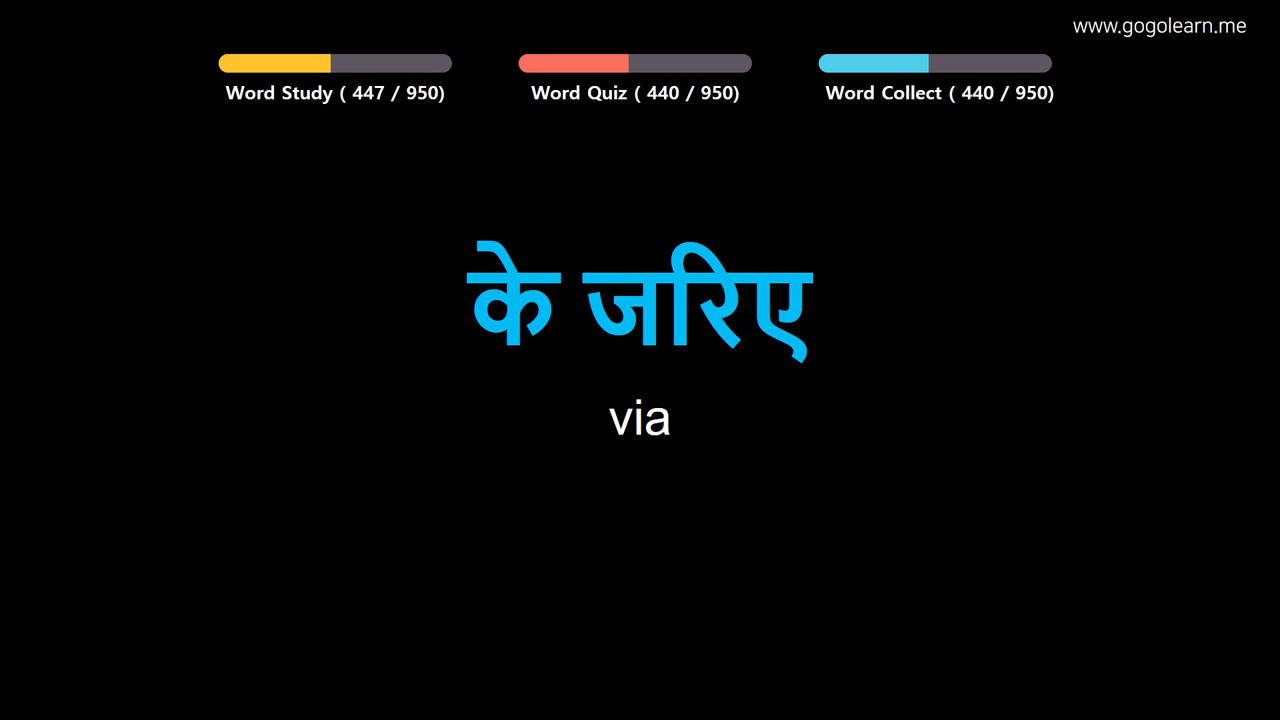 www.gogolearn.me
Word Study ( 447 / 950)
Word Quiz ( 440 / 950)
Word Collect ( 440 / 950)
के जरिए
via